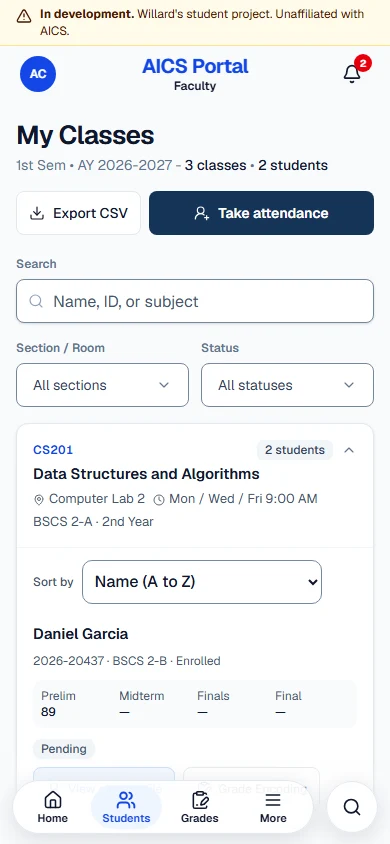 In development. Willard's student project. Unaffiliated with
AICS.
AC
AICS Portal
Faculty
2
My Classes
1st Sem • AY 2026-2027 - 3 classes • 2 students
Export CSV
Take attendance
Search
Name, ID, or subject
Section / Room
Status
All sections
All statuses
CS201
2 students
Data Structures and Algorithms
Computer Lab 2 Mon / Wed / Fri 9:00 AM
BSCS 2-A · 2nd Year
Sort by
Name (A to Z)
Daniel Garcia
2026-20437 · BSCS 2-B · Enrolled
Prelim Midterm Finals Final
89 — — —
Pending
Home Students Grades More